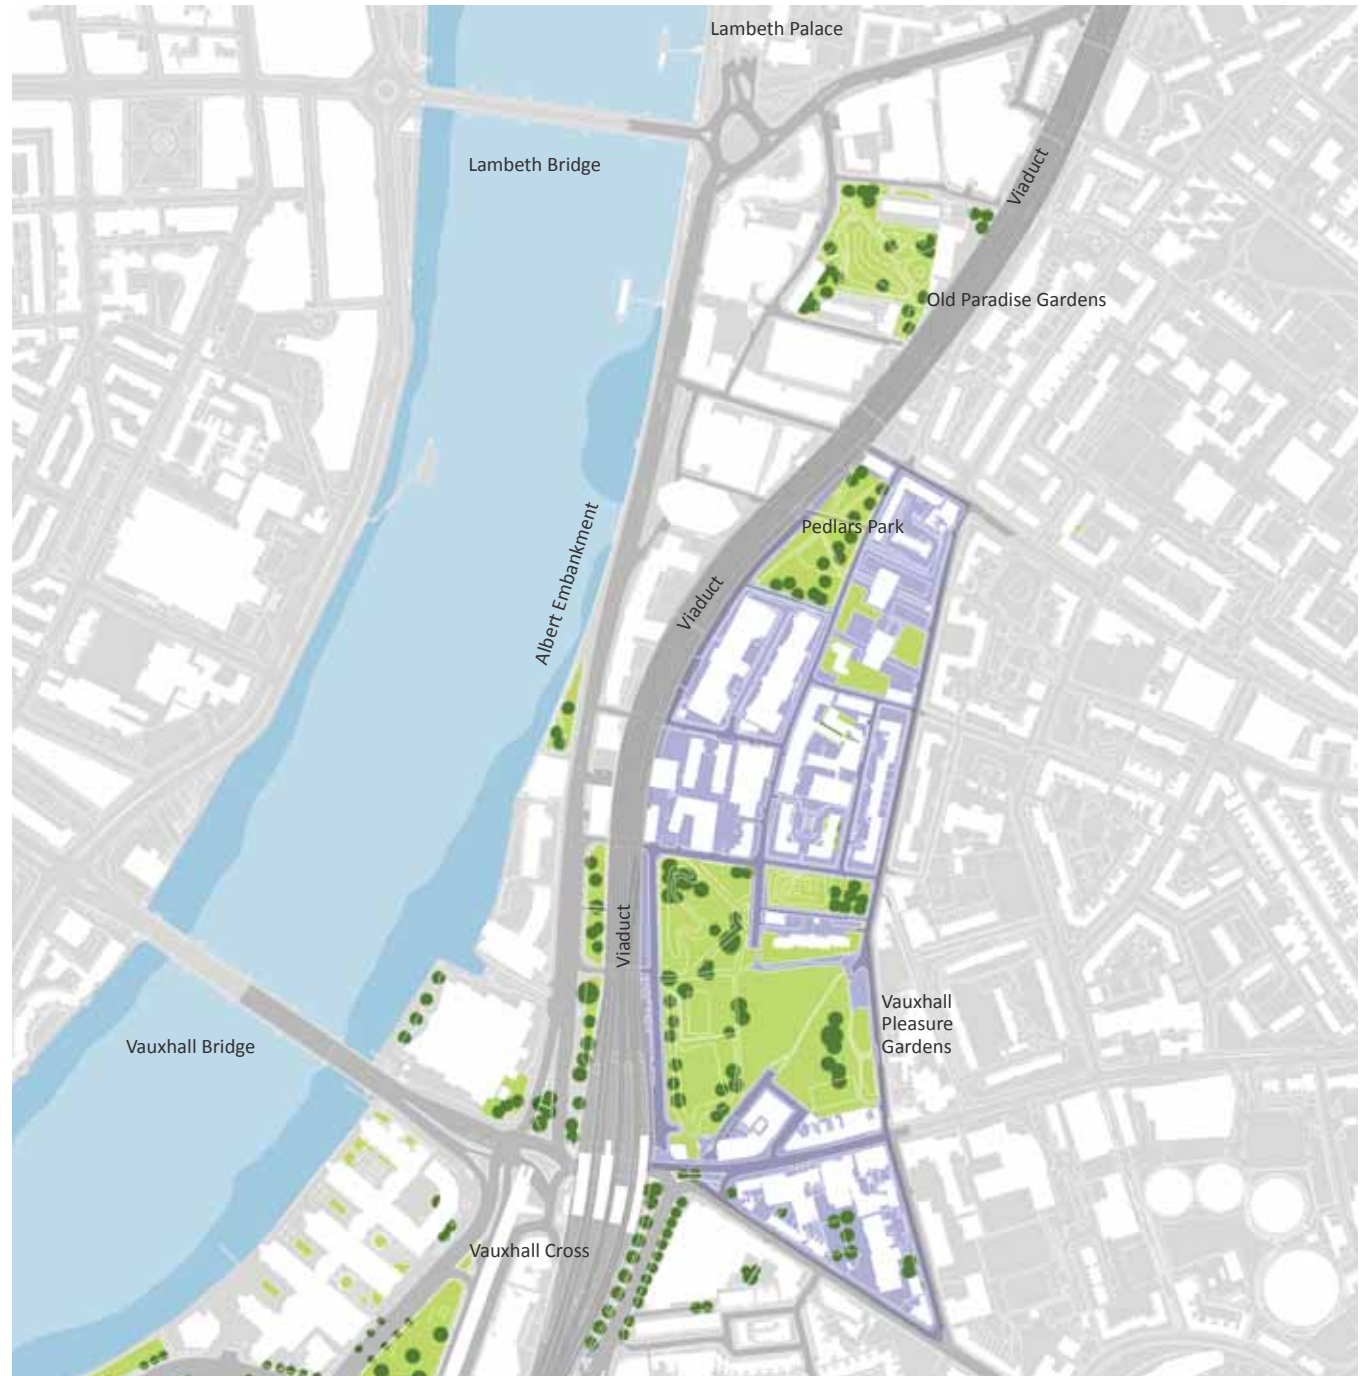 Lambeth Palace
Lambeth Bridge
Viaduct
Old Paradise Gardens
Pedlars Park
Albert Embankment
Viaduct
Viaduct
Vauxhall
Pleasure
Gardens
Vauxhall Bridge
Vauxhall Cross